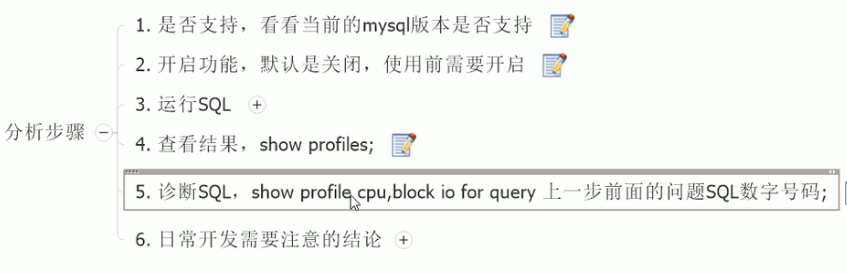 1. 是否支持，看看当前的mysql版本是否支持
2. 开启功能，默认是关闭，使用前需要开启
3. 运行SQL
分析步骤
4. 查看结果，show profiles;
5. 诊断SQL，show profile cpu,block io for query 上一步前面的问题SQL数字号码;
6. 日常开发需要注意的结论